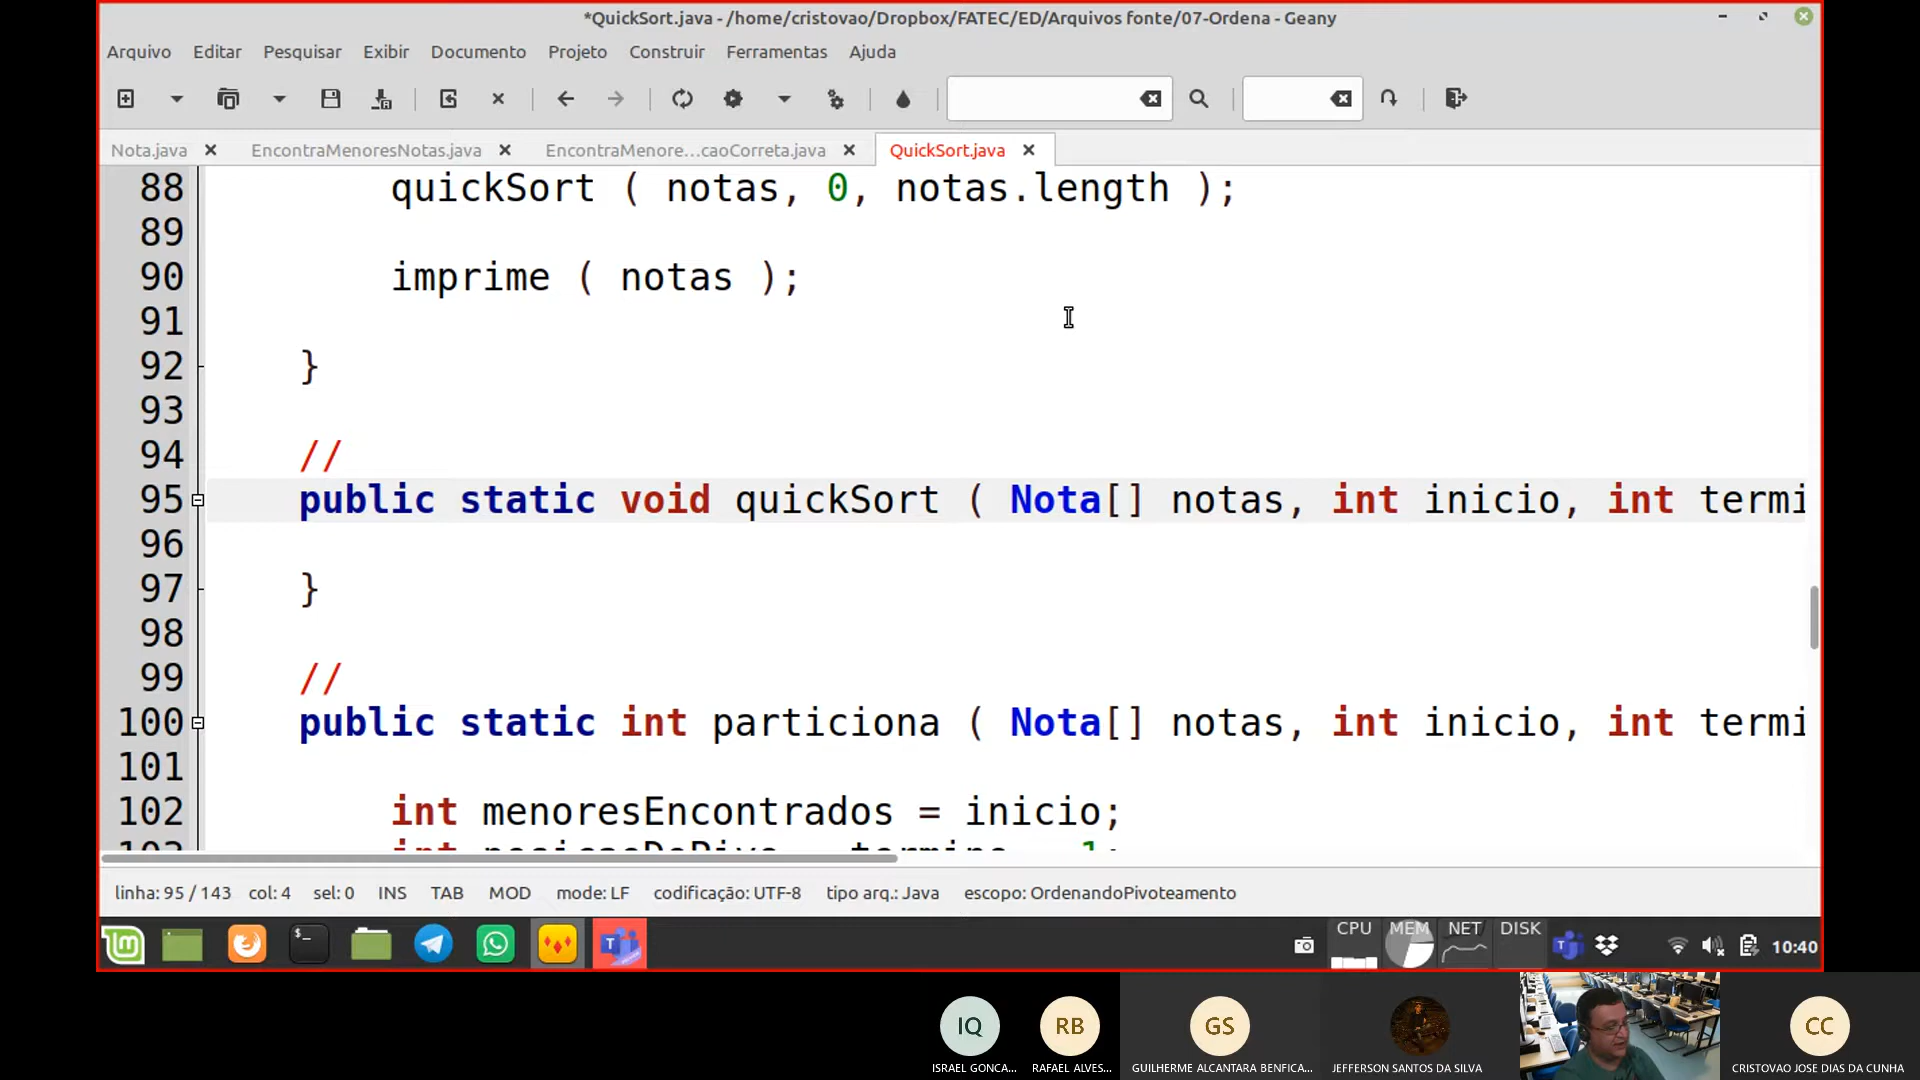 *QuickSort.java - /home/cristovao/Dropbox/FATEC/ED/Arquivos fonte/07-Ordena - Geany
Arquivo Editar Pesquisar Exibir Documento Projeto Construir Ferramentas Ajuda
Nota.java EncontraMenoresNotas.java EncontraMenore...caoCorreta.java QuickSort.java
88 quickSort ( notas, 0, notas.length );
89
90 imprime ( notas );
91
92 }
93
94 //
95 public static void quickSort ( Nota[] notas, int inicio, int termi
96
97 }
98
99 //
100 public static int particiona ( Nota[] notas, int inicio, int termi
101
102 int menoresEncontrados = inicio;
linha: 95 / 143 col: 4 sel: 0 INS TAB MOD mode: LF codificação: UTF-8 tipo arq.: Java escopo: OrdenandoPivoteamento
CPU MEM NET DISK 10:40
IQ RB GS CC
ISRAEL GONCA... RAFAEL ALVES... GUILHERME ALCANTARA BENFICA... JEFFERSON SANTOS DA SILVA CRISTOVAO JOSE DIAS DA CUNHA